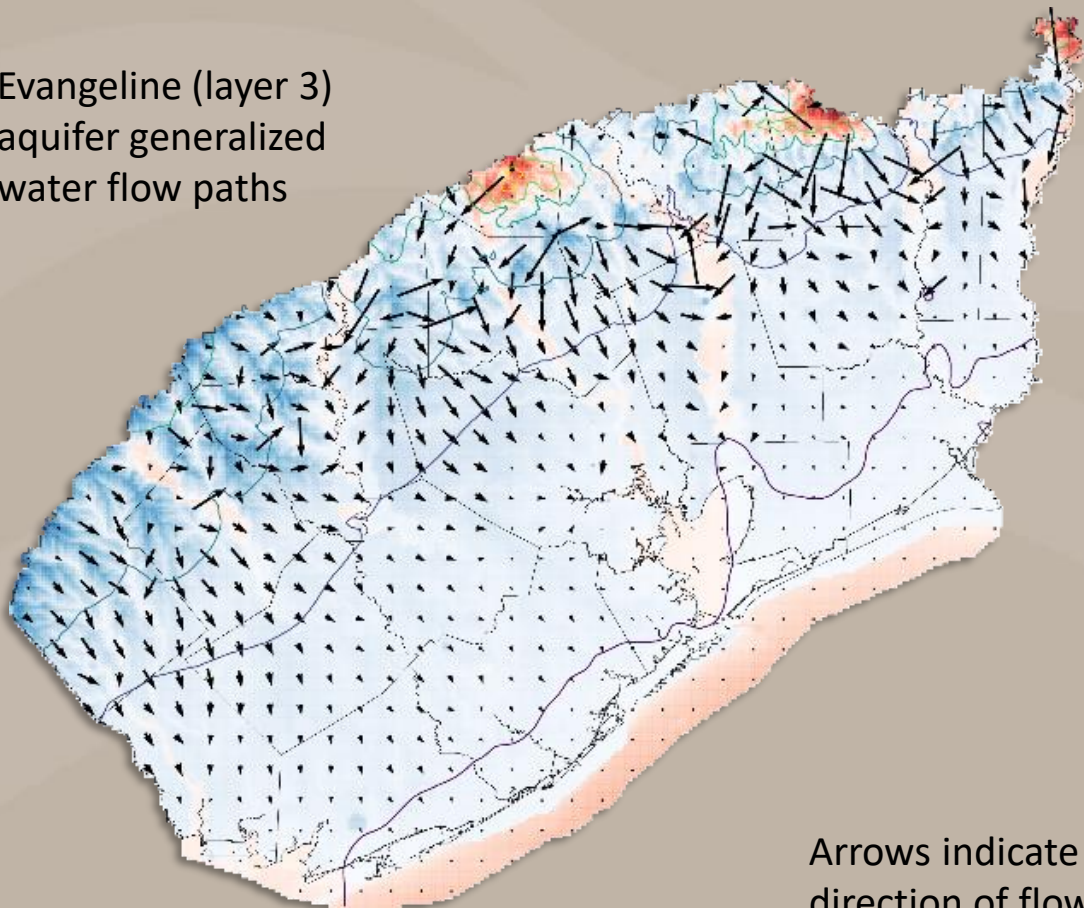 Evangeline (layer 3)
aquifer generalized
water flow paths
Arrows indicate
direction of flow